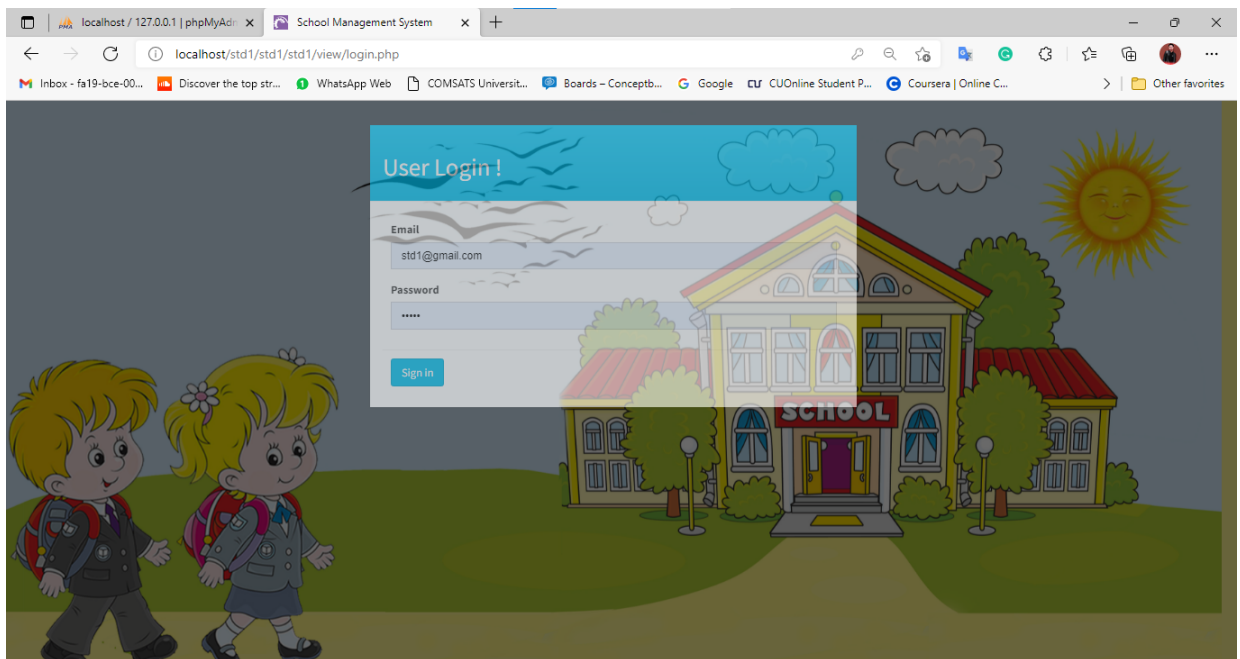 PMA localhost / 127.0.0.1 | phpMyAdn
School Management System
localhost/std1/std1/std1/view/login.php
Inbox - fa19-bce-00...
Discover the top str...
WhatsApp Web
COMSATS Universit...
Boards – Conceptb...
Google
CUOnline Student P...
Coursera | Online C...
Other favorites
User Login !
Email
std1@gmail.com
Password
•••••
Sign in
SCHOOL